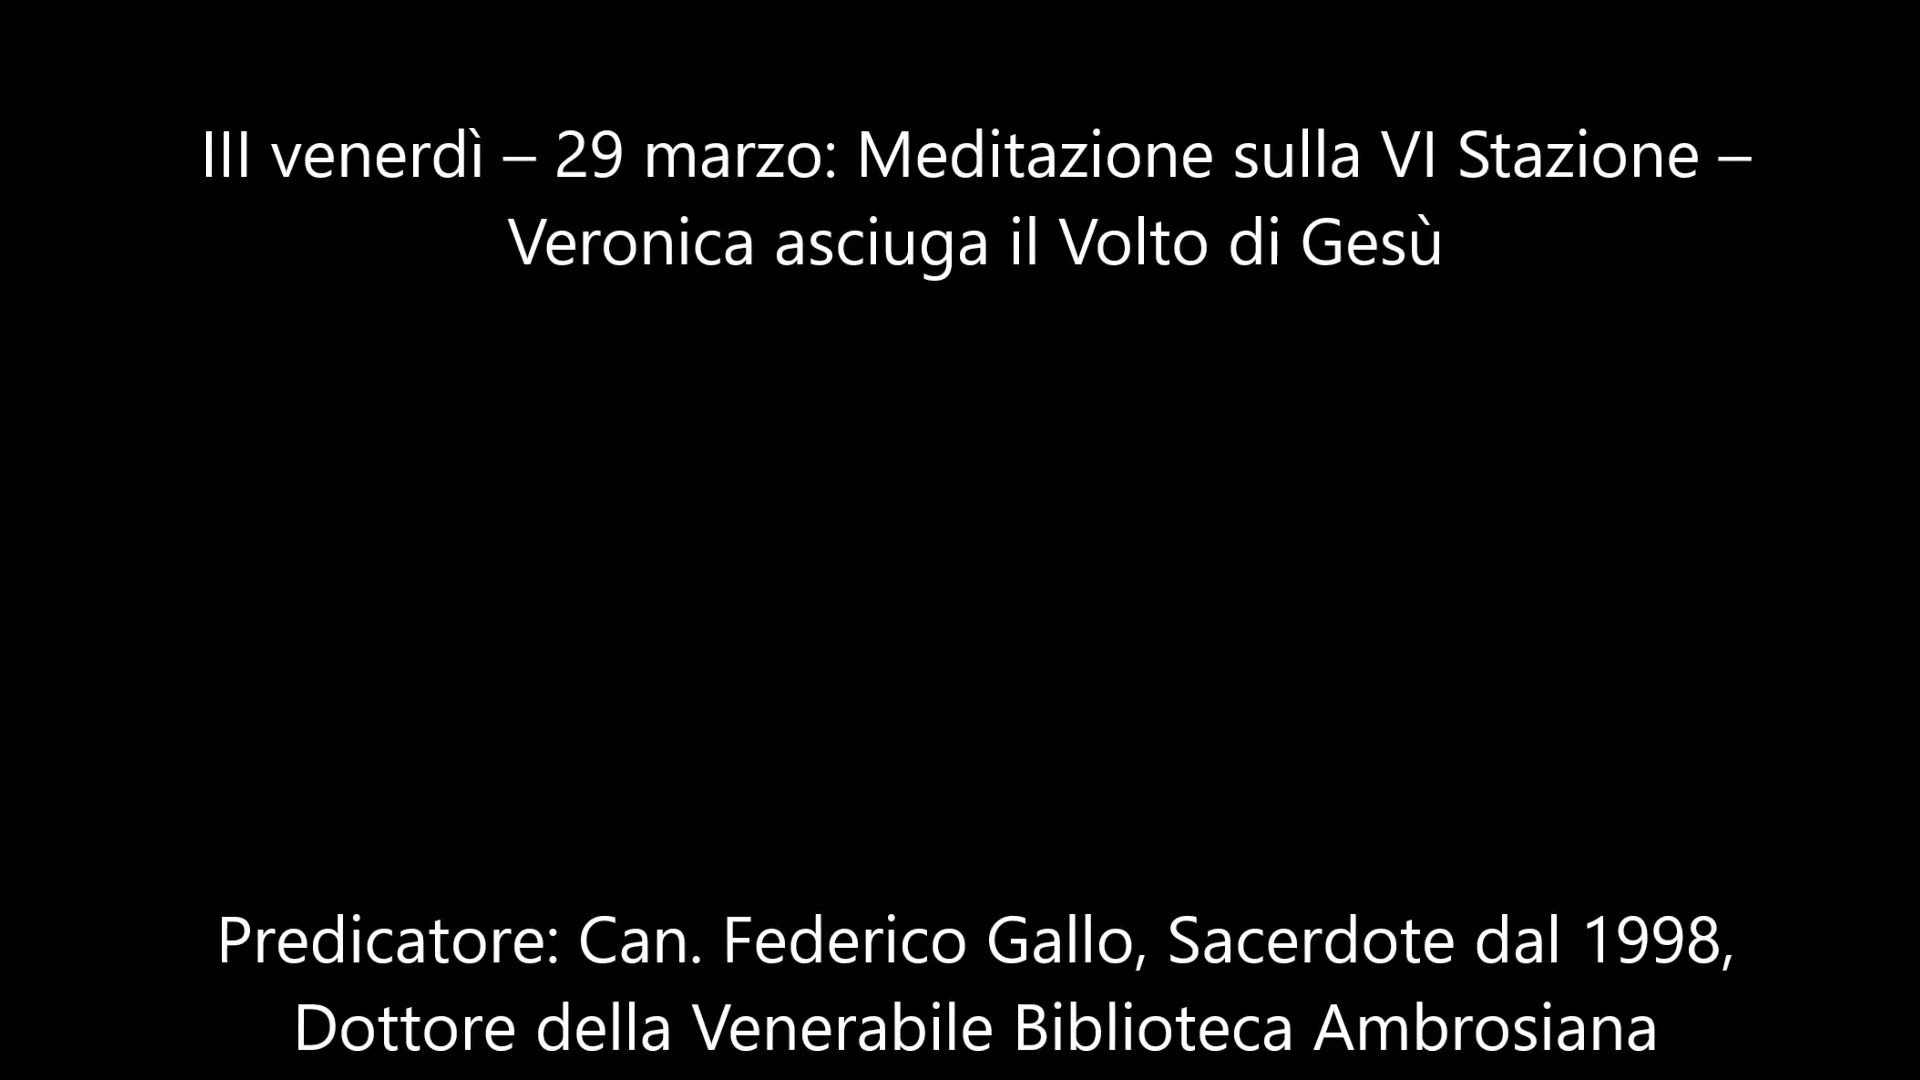 III venerdì – 29 marzo: Meditazione sulla VI Stazione –
Veronica asciuga il Volto di Gesù
Predicatore: Can. Federico Gallo, Sacerdote dal 1998,
Dottore della Venerabile Biblioteca Ambrosiana